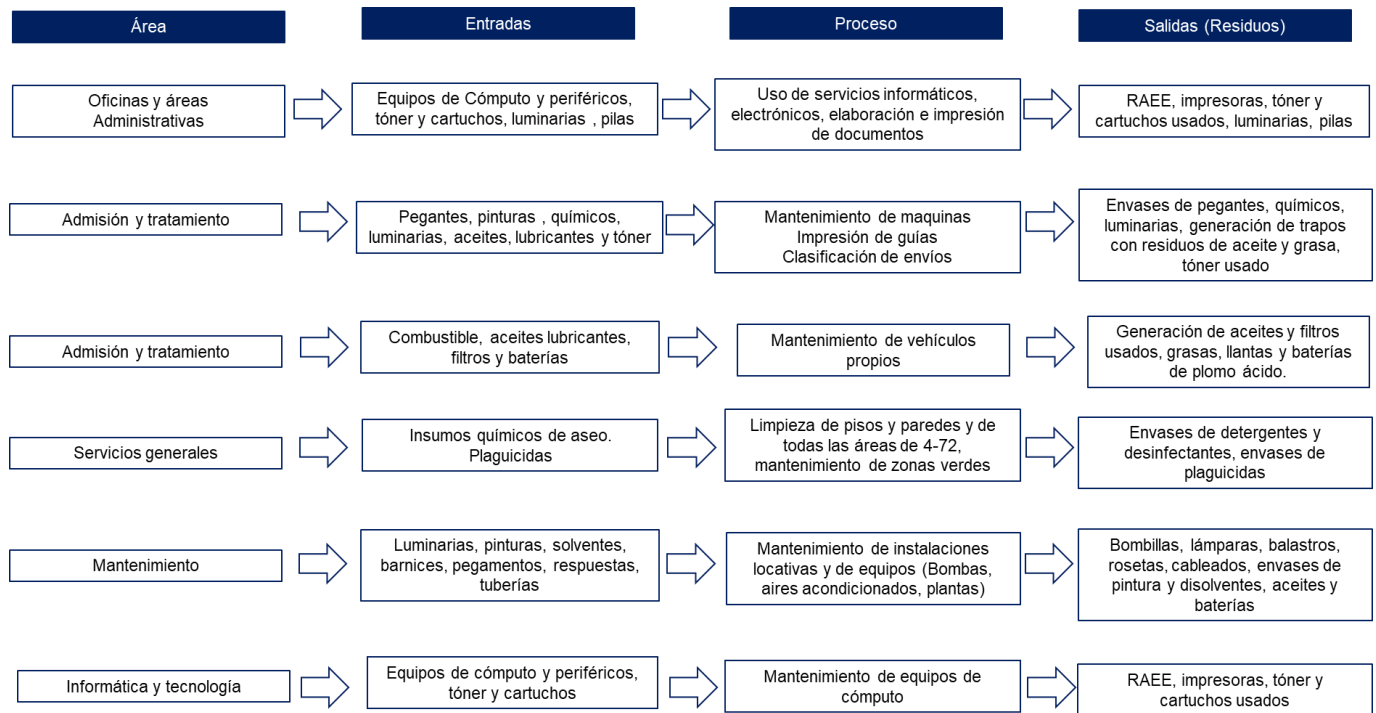 Área
Entradas
Proceso
Salidas (Residuos)
Oficinas y áreas
Administrativas
Equipos de Cómputo y periféricos,
tóner y cartuchos, luminarias , pilas
Uso de servicios informáticos,
electrónicos, elaboración e impresión
de documentos
RAEE, impresoras, tóner y
cartuchos usados, luminarias, pilas
Admisión y tratamiento
Pegantes, pinturas , químicos,
luminarias, aceites, lubricantes y tóner
Mantenimiento de maquinas
Impresión de guías
Clasificación de envíos
Envases de pegantes, químicos,
luminarias, generación de trapos
con residuos de aceite y grasa,
tóner usado
Admisión y tratamiento
Combustible, aceites lubricantes,
filtros y baterías
Mantenimiento de vehículos
propios
Generación de aceites y filtros
usados, grasas, llantas y baterías
de plomo ácido.
Servicios generales
Insumos químicos de aseo.
Plaguicidas
Limpieza de pisos y paredes y de
todas las áreas de 4-72,
mantenimiento de zonas verdes
Envases de detergentes y
desinfectantes, envases de
plaguicidas
Mantenimiento
Luminarias, pinturas, solventes,
barnices, pegamentos, respuestas,
tuberías
Mantenimiento de instalaciones
locativas y de equipos (Bombas,
aires acondicionados, plantas)
Bombillas, lámparas, balastros,
rosetas, cableados, envases de
pintura y disolventes, aceites y
baterías
Informática y tecnología
Equipos de cómputo y periféricos,
tóner y cartuchos
Mantenimiento de equipos de
cómputo
RAEE, impresoras, tóner y
cartuchos usados